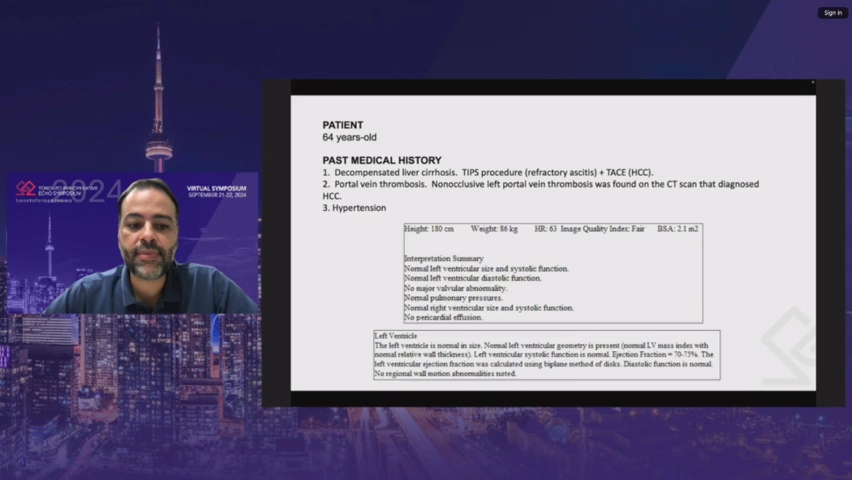 Sign in
PATIENT
64 years-old
PAST MEDICAL HISTORY
1. Decompensated liver cirrhosis. TIPS procedure (refractory ascitis) + TACE (HCC).
2. Portal vein thrombosis. Nonocclusive left portal vein thrombosis was found on the CT scan that diagnosed
HCC.
3. Hypertension
Height: 180 cm Weight: 86 kg HR: 63 Image Quality Index: Fair BSA: 2.1 m2
Interpretation Summary
Normal left ventricular size and systolic function.
Normal left ventricular diastolic function.
No major valvular abnormality.
Normal pulmonary pressures.
Normal right ventricular size and systolic function.
No pericardial effusion.
Left Ventricle
The left ventricle is normal in size. Normal left ventricular geometry is present (normal LV mass index with
normal relative wall thickness). Left ventricular systolic function is normal. Ejection Fraction = 70-75%. The
left ventricular ejection fraction was calculated using biplane method of disks. Diastolic function is normal.
No regional wall motion abnormalities noted.
TORONTO PERIOPERATIVE
ECHO SYMPOSIUM
2024
VIRTUAL SYMPOSIUM
SEPTEMBER 21-22, 2024